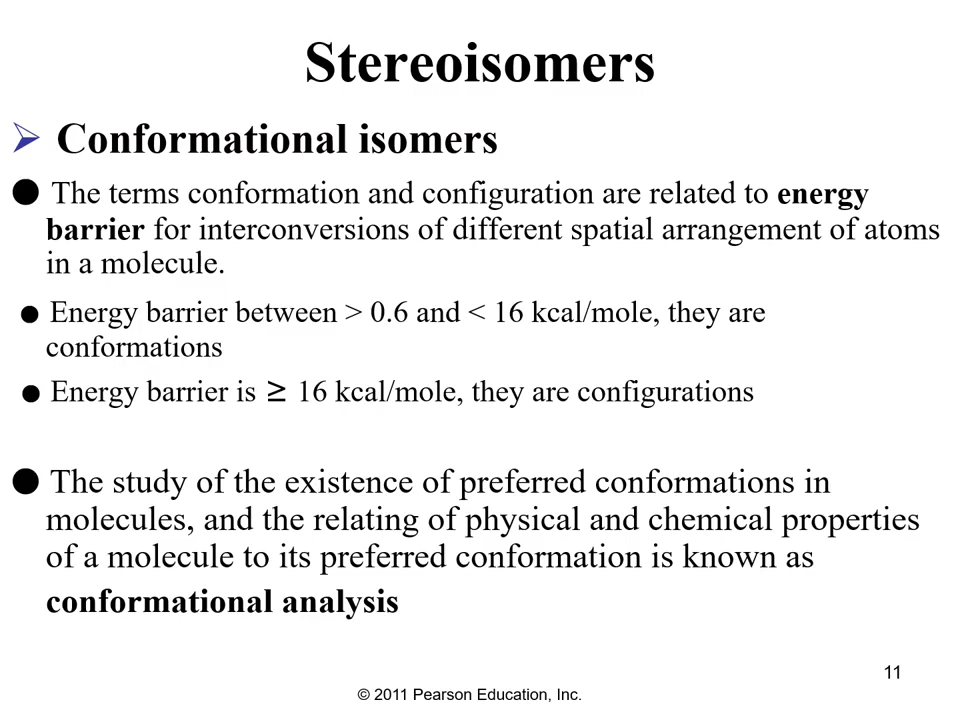 Stereoisomers
➢ Conformational isomers
● The terms conformation and configuration are related to energy
barrier for interconversions of different spatial arrangement of atoms
in a molecule.
● Energy barrier between > 0.6 and < 16 kcal/mole, they are
conformations
● Energy barrier is ≥ 16 kcal/mole, they are configurations
● The study of the existence of preferred conformations in
molecules, and the relating of physical and chemical properties
of a molecule to its preferred conformation is known as
conformational analysis
11
© 2011 Pearson Education, Inc.